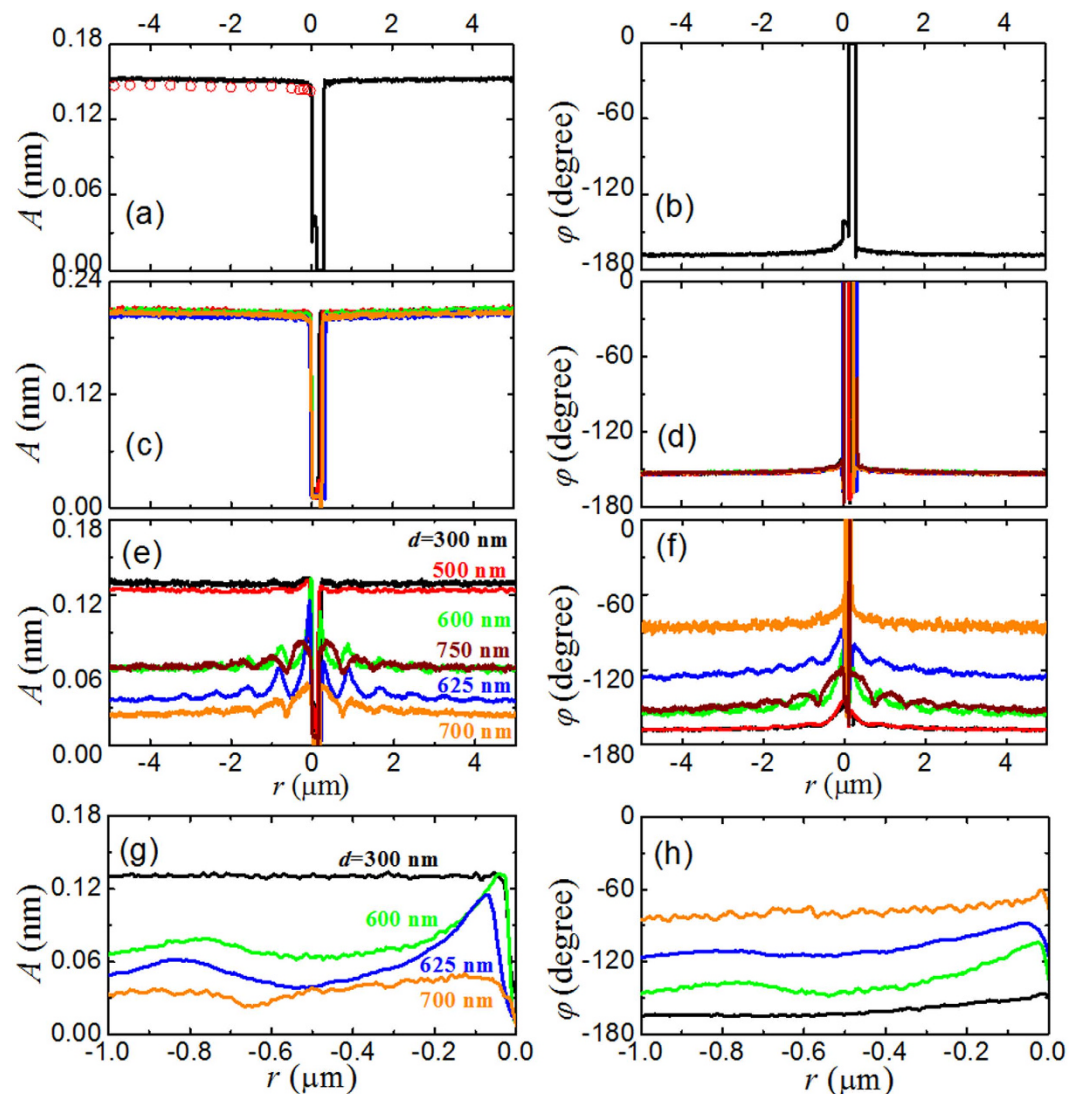 -4 -2 0 2 4 -4 -2 0 2 4
0.18 0
0.12 -60
A (nm) φ (degree)
0.06 -120
(a) (b)
0.00 -180
0.24 0
0.12 -60
A (nm) φ (degree)
-120
(c) (d)
0.00 -180
0.18 0
(e) d=300 nm (f)
500 nm
0.12 -60
A (nm) 600 nm φ (degree)
750 nm
0.06 -120
625 nm
700 nm
0.00 -180
-4 -2 0 2 4 -4 -2 0 2 4
r (μm) r (μm)
0.18 0
(g) d=300 nm (h)
0.12 -60
A (nm) 600 nm φ (degree)
0.06 625 nm -120
700 nm
0.00 -180
-1.0 -0.8 -0.6 -0.4 -0.2 0.0 -1.0 -0.8 -0.6 -0.4 -0.2 0.0
r (μm) r (μm)